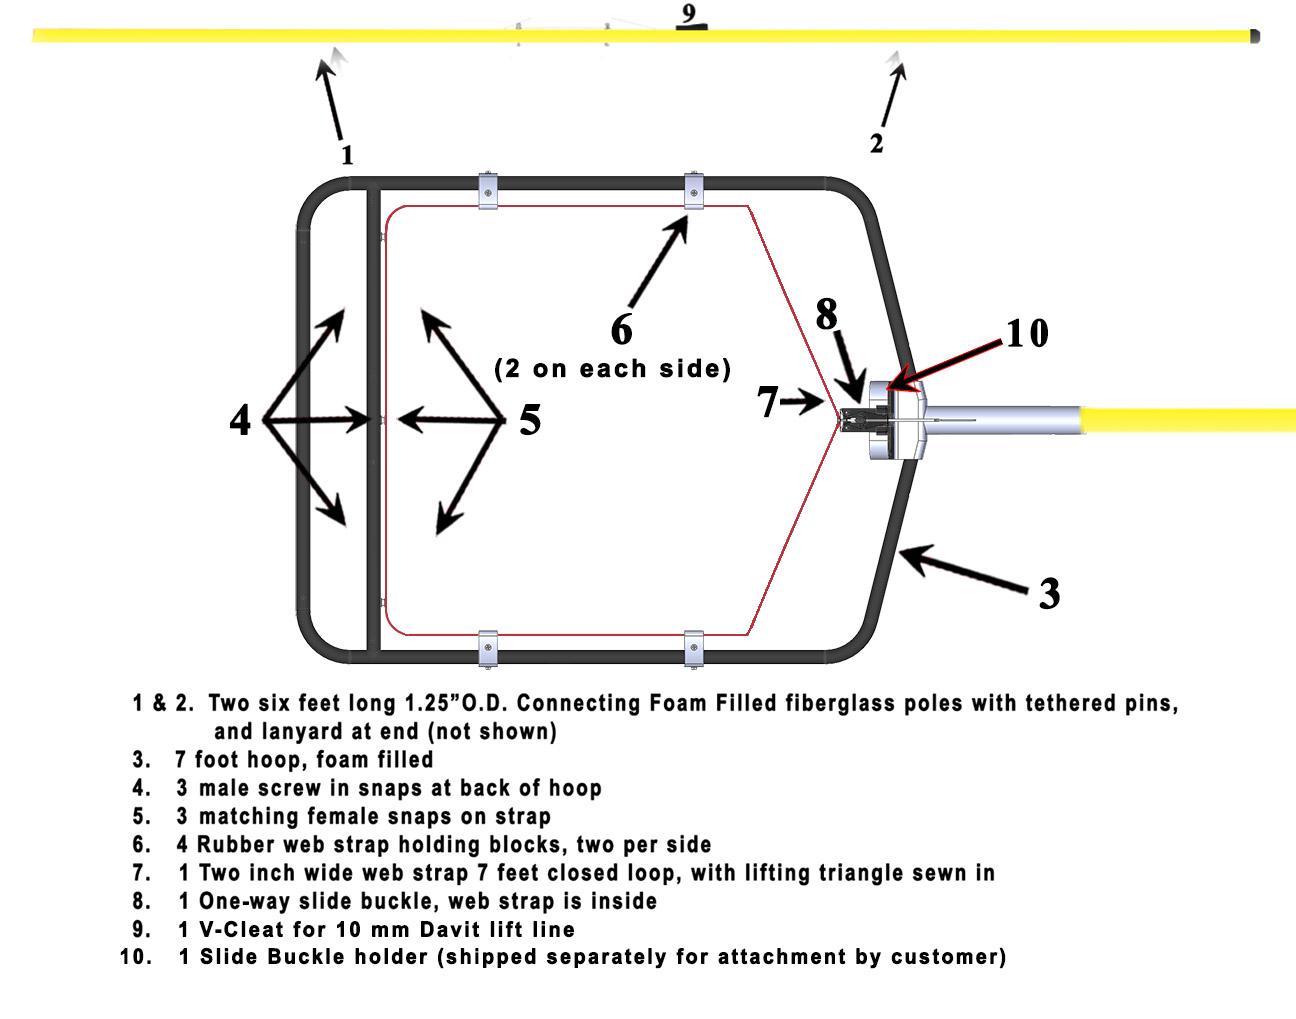 9
1
2
6
(2 on each side)
8
10
7
4
5
3
1 & 2. Two six feet long 1.25”O.D. Connecting Foam Filled fiberglass poles with tethered pins,
and lanyard at end (not shown)
3. 7 foot hoop, foam filled
4. 3 male screw in snaps at back of hoop
5. 3 matching female snaps on strap
6. 4 Rubber web strap holding blocks, two per side
7. 1 Two inch wide web strap 7 feet closed loop, with lifting triangle sewn in
8. 1 One-way slide buckle, web strap is inside
9. 1 V-Cleat for 10 mm Davit lift line
10. 1 Slide Buckle holder (shipped separately for attachment by customer)